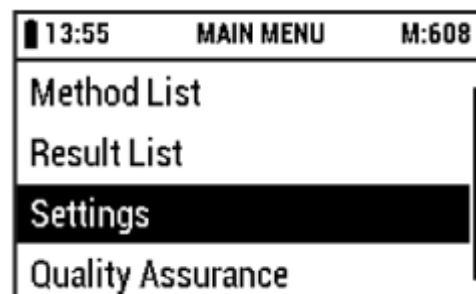 13:55 MAIN MENU M:608
Method List
Result List
Settings
Quality Assurance